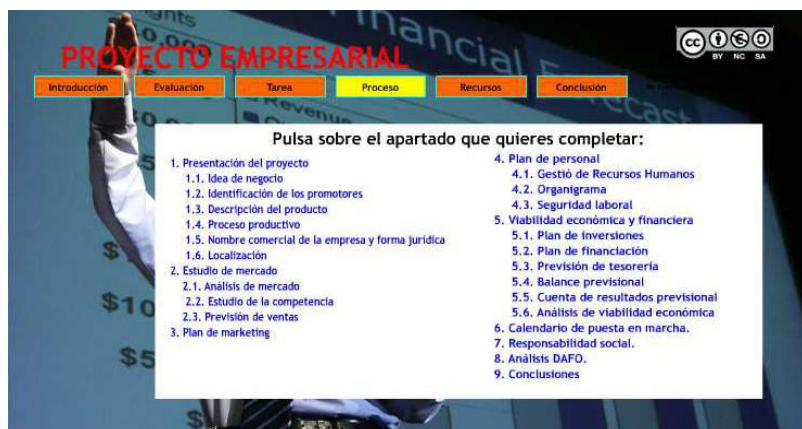 ghts
Financial Forecast
0,000
PROYECTO EMPRESARIAL
cc BY NC SA
Introducción
Evaluación
Tarea
Proceso
Recursos
Conclusión
Revenue
Pulsa sobre el apartado que quieres completar:
1. Presentación del proyecto
1.1. Idea de negocio
1.2. Identificación de los promotores
1.3. Descripción del producto
1.4. Proceso productivo
1.5. Nombre comercial de la empresa y forma jurídica
1.6. Localización
2. Estudio de mercado
2.1. Análisis de mercado
2.2. Estudio de la competencia
2.3. Previsión de ventas
3. Plan de marketing
4. Plan de personal
4.1. Gestió de Recursos Humanos
4.2. Organigrama
4.3. Seguridad laboral
5. Viabilidad económica y financiera
5.1. Plan de inversiones
5.2. Plan de financiación
5.3. Previsión de tesorería
5.4. Balance previsional
5.5. Cuenta de resultados previsional
5.6. Análisis de viabilidad económica
6. Calendario de puesta en marcha.
7. Responsabilidad social.
8. Análisis DAFO.
9. Conclusiones
$
$10
$5
$